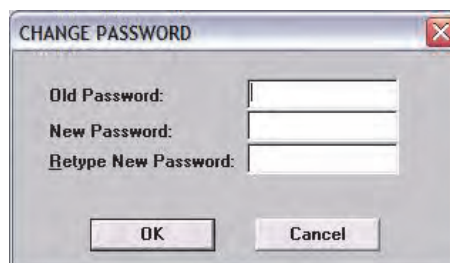 CHANGE PASSWORD
Old Password:
New Password:
Retype New Password:
OK Cancel